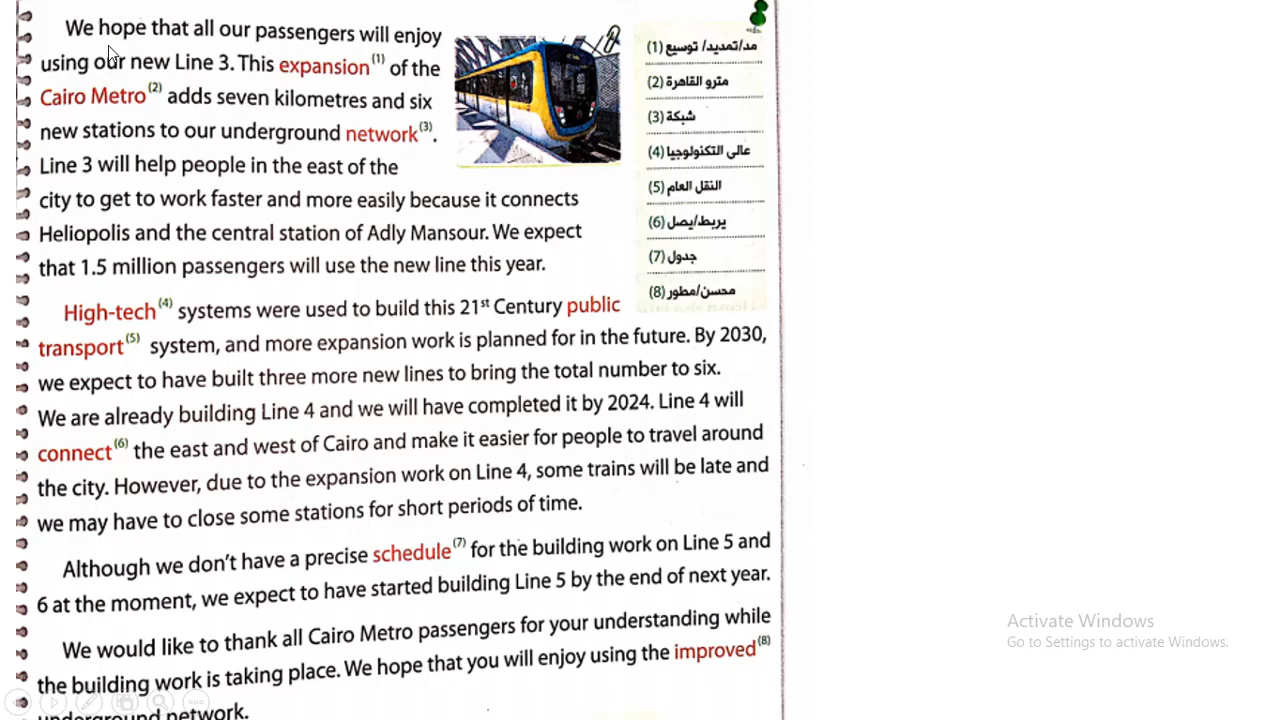 We hope that all our passengers will enjoy
using our new Line 3. This expansion(1) of the
Cairo Metro(2) adds seven kilometres and six
new stations to our underground network(3).
Line 3 will help people in the east of the
city to get to work faster and more easily because it connects
Heliopolis and the central station of Adly Mansour. We expect
that 1.5 million passengers will use the new line this year.
High-tech(4) systems were used to build this 21st Century public
transport(5) system, and more expansion work is planned for in the future. By 2030,
we expect to have built three more new lines to bring the total number to six.
We are already building Line 4 and we will have completed it by 2024. Line 4 will
connect(6) the east and west of Cairo and make it easier for people to travel around
the city. However, due to the expansion work on Line 4, some trains will be late and
we may have to close some stations for short periods of time.
Although we don't have a precise schedule(7) for the building work on Line 5 and
6 at the moment, we expect to have started building Line 5 by the end of next year.
We would like to thank all Cairo Metro passengers for your understanding while
the building work is taking place. We hope that you will enjoy using the improved(8)
underground network.
(1) مد/تمديد/ توسيع
(2) مترو القاهرة
(3) شبكة
(4) عالى التكنولوجيا
(5) النقل العام
(6) يربط/يصل
(7) جدول
(8) محسن/مطور
Activate Windows
Go to Settings to activate Windows.